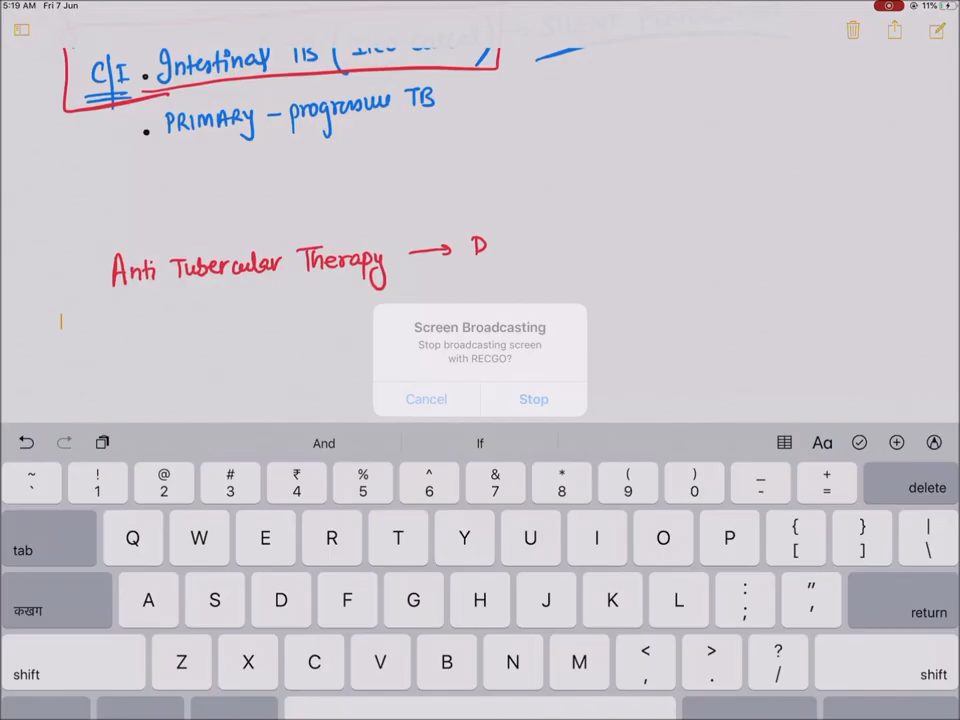 5:19 AM Fri 7 Jun
11%
C/I • Intestinal TB (
• PRIMARY – progressive TB
Anti Tubercular Therapy → D
Screen Broadcasting
Stop broadcasting screen
with RECGO?
Cancel Stop
And If Aa
~ ! @ # ₹ % ^ & * ( ) _ +
` 1 2 3 4 5 6 7 8 9 0 - = delete
tab Q W E R T Y U I O P { [ } ] | \
कखग A S D F G H J K L : ; " ' return
shift Z X C V B N M < , > . ? / shift